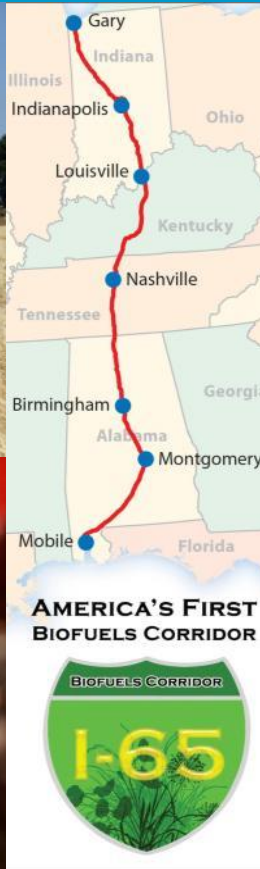 Gary
Indiana
Illinois
Indianapolis
Ohio
Louisville
Kentucky
Nashville
Tennessee
Birmingham
Georgia
Alabama
Montgomery
Mobile
Florida
AMERICA'S FIRST
BIOFUELS CORRIDOR
BIOFUELS CORRIDOR
I-65